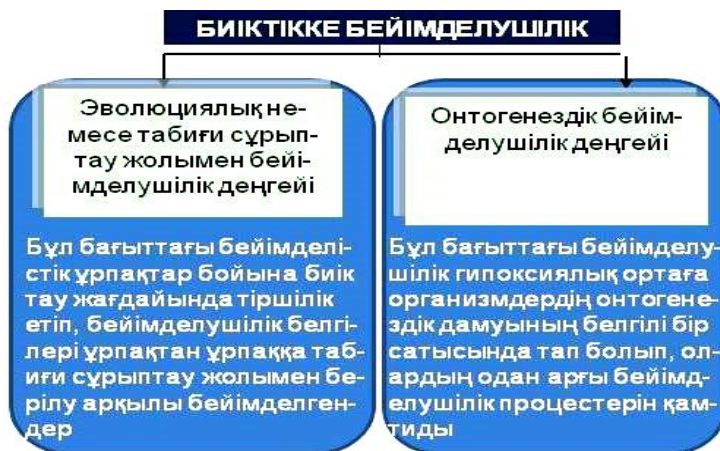 БИІКТІККЕ БЕЙІМДЕЛУШІЛІК
Эволюциялық не-
месе табиғи сұрып-
тау жолымен бейі-
мделушілік деңгейі
Бұл бағыттағы бейімделі-
стік ұрпақтар бойына биік
тау жағдайында тіршілік
етіп, бейімделушілік белгі-
лері ұрпақтан ұрпаққа таб-
иғи сұрыптау жолымен бе-
рілу арқылы бейімделген-
дер
Онтогенездік бейім-
делушілік деңгейі
Бұл бағыттағы бейімделу-
шілік гипоксиялық ортаға
организмдердің онтогене-
здік дамуының белгілі бір
сатысында тап болып, ол-
ардың одан арғы бейімд-
елушілік процестерін қам-
тиды